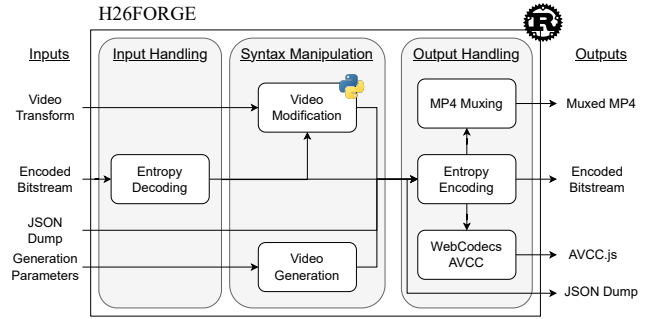 H26FORGE
Inputs
Input Handling
Syntax Manipulation
Output Handling
Outputs
Video
Transform
Video
Modification
MP4 Muxing
Muxed MP4
Encoded
Bitstream
Entropy
Decoding
Entropy
Encoding
Encoded
Bitstream
JSON
Dump
Generation
Parameters
Video
Generation
WebCodecs
AVCC
AVCC.js
JSON Dump
R